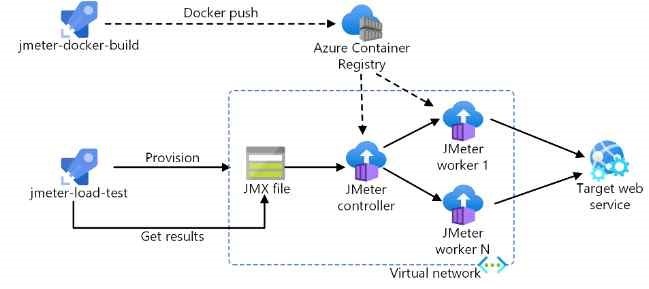 Docker push
jmeter-docker-build
Azure Container
Registry
Provision
JMX file
JMeter
controller
JMeter
worker 1
jmeter-load-test
Target web
service
Get results
JMeter
worker N
Virtual network